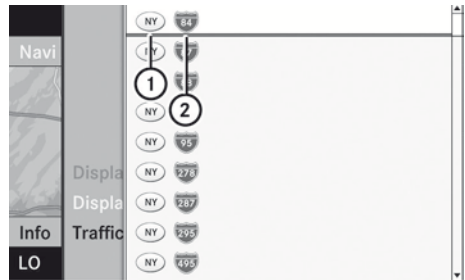 NY 84
Navi
1 2
NY
NY 95
Displa NY 278
Displa NY 287
Info Traffic NY 295
LO NY 495